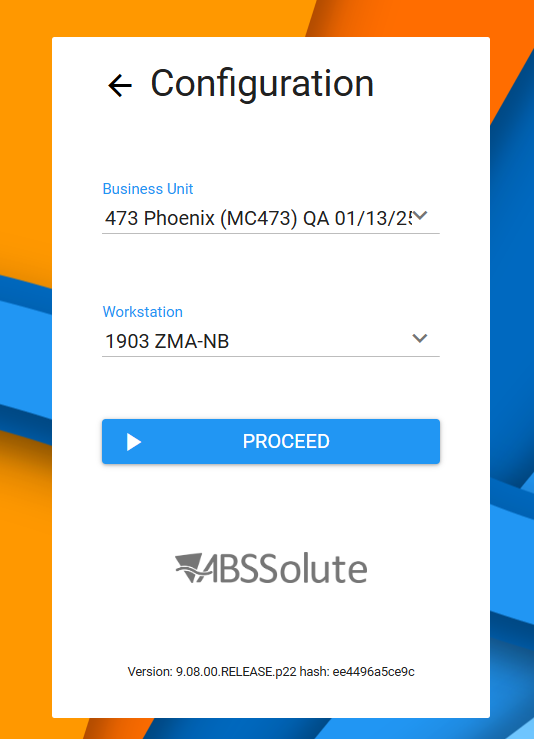 Configuration
Business Unit
473 Phoenix (MC473) QA 01/13/25
Workstation
1903 ZMA-NB
PROCEED
ABSSolute
Version: 9.08.00.RELEASE.p22 hash: ee4496a5ce9c